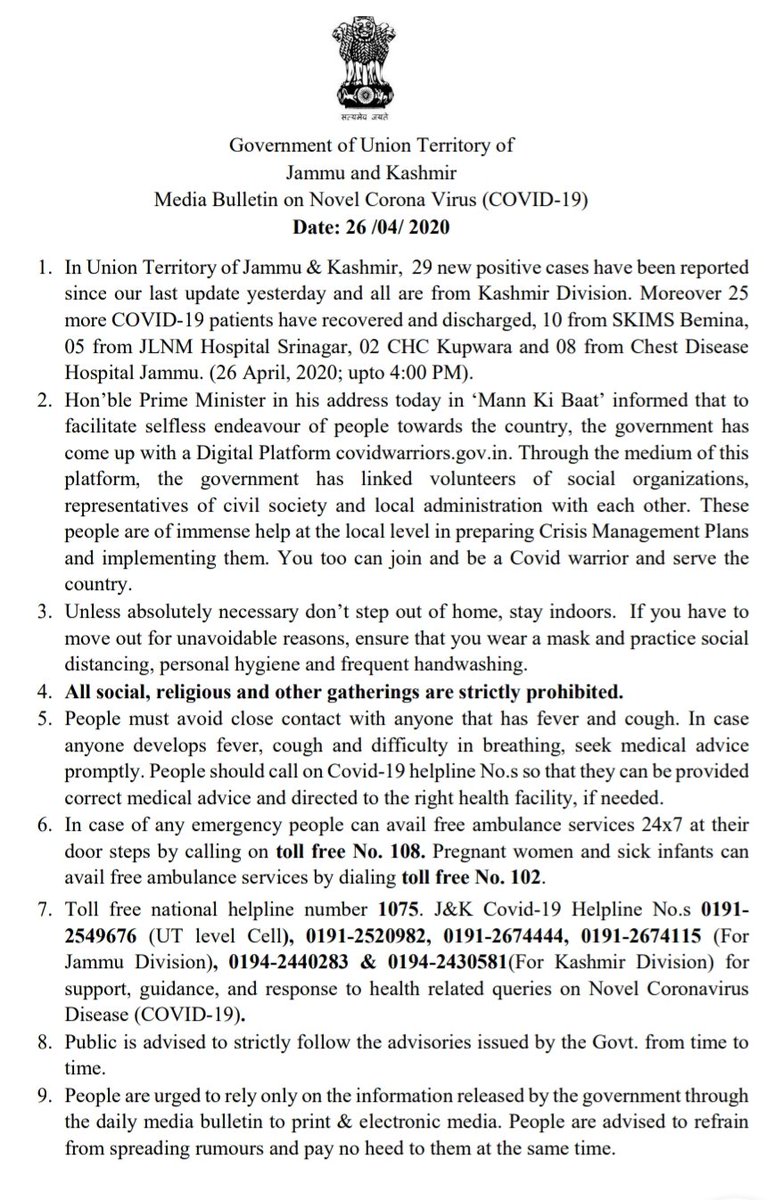 सत्यमेव जयते
Government of Union Territory of
Jammu and Kashmir
Media Bulletin on Novel Corona Virus (COVID-19)
Date: 26 /04/ 2020
1. In Union Territory of Jammu & Kashmir, 29 new positive cases have been reported
since our last update yesterday and all are from Kashmir Division. Moreover 25
more COVID-19 patients have recovered and discharged, 10 from SKIMS Bemina,
05 from JLNM Hospital Srinagar, 02 CHC Kupwara and 08 from Chest Disease
Hospital Jammu. (26 April, 2020; upto 4:00 PM).
2. Hon’ble Prime Minister in his address today in ‘Mann Ki Baat’ informed that to
facilitate selfless endeavour of people towards the country, the government has
come up with a Digital Platform covidwarriors.gov.in. Through the medium of this
platform, the government has linked volunteers of social organizations,
representatives of civil society and local administration with each other. These
people are of immense help at the local level in preparing Crisis Management Plans
and implementing them. You too can join and be a Covid warrior and serve the
country.
3. Unless absolutely necessary don’t step out of home, stay indoors. If you have to
move out for unavoidable reasons, ensure that you wear a mask and practice social
distancing, personal hygiene and frequent handwashing.
4. All social, religious and other gatherings are strictly prohibited.
5. People must avoid close contact with anyone that has fever and cough. In case
anyone develops fever, cough and difficulty in breathing, seek medical advice
promptly. People should call on Covid-19 helpline No.s so that they can be provided
correct medical advice and directed to the right health facility, if needed.
6. In case of any emergency people can avail free ambulance services 24x7 at their
door steps by calling on toll free No. 108. Pregnant women and sick infants can
avail free ambulance services by dialing toll free No. 102.
7. Toll free national helpline number 1075. J&K Covid-19 Helpline No.s 0191-
2549676 (UT level Cell), 0191-2520982, 0191-2674444, 0191-2674115 (For
Jammu Division), 0194-2440283 & 0194-2430581(For Kashmir Division) for
support, guidance, and response to health related queries on Novel Coronavirus
Disease (COVID-19).
8. Public is advised to strictly follow the advisories issued by the Govt. from time to
time.
9. People are urged to rely only on the information released by the government through
the daily media bulletin to print & electronic media. People are advised to refrain
from spreading rumours and pay no heed to them at the same time.